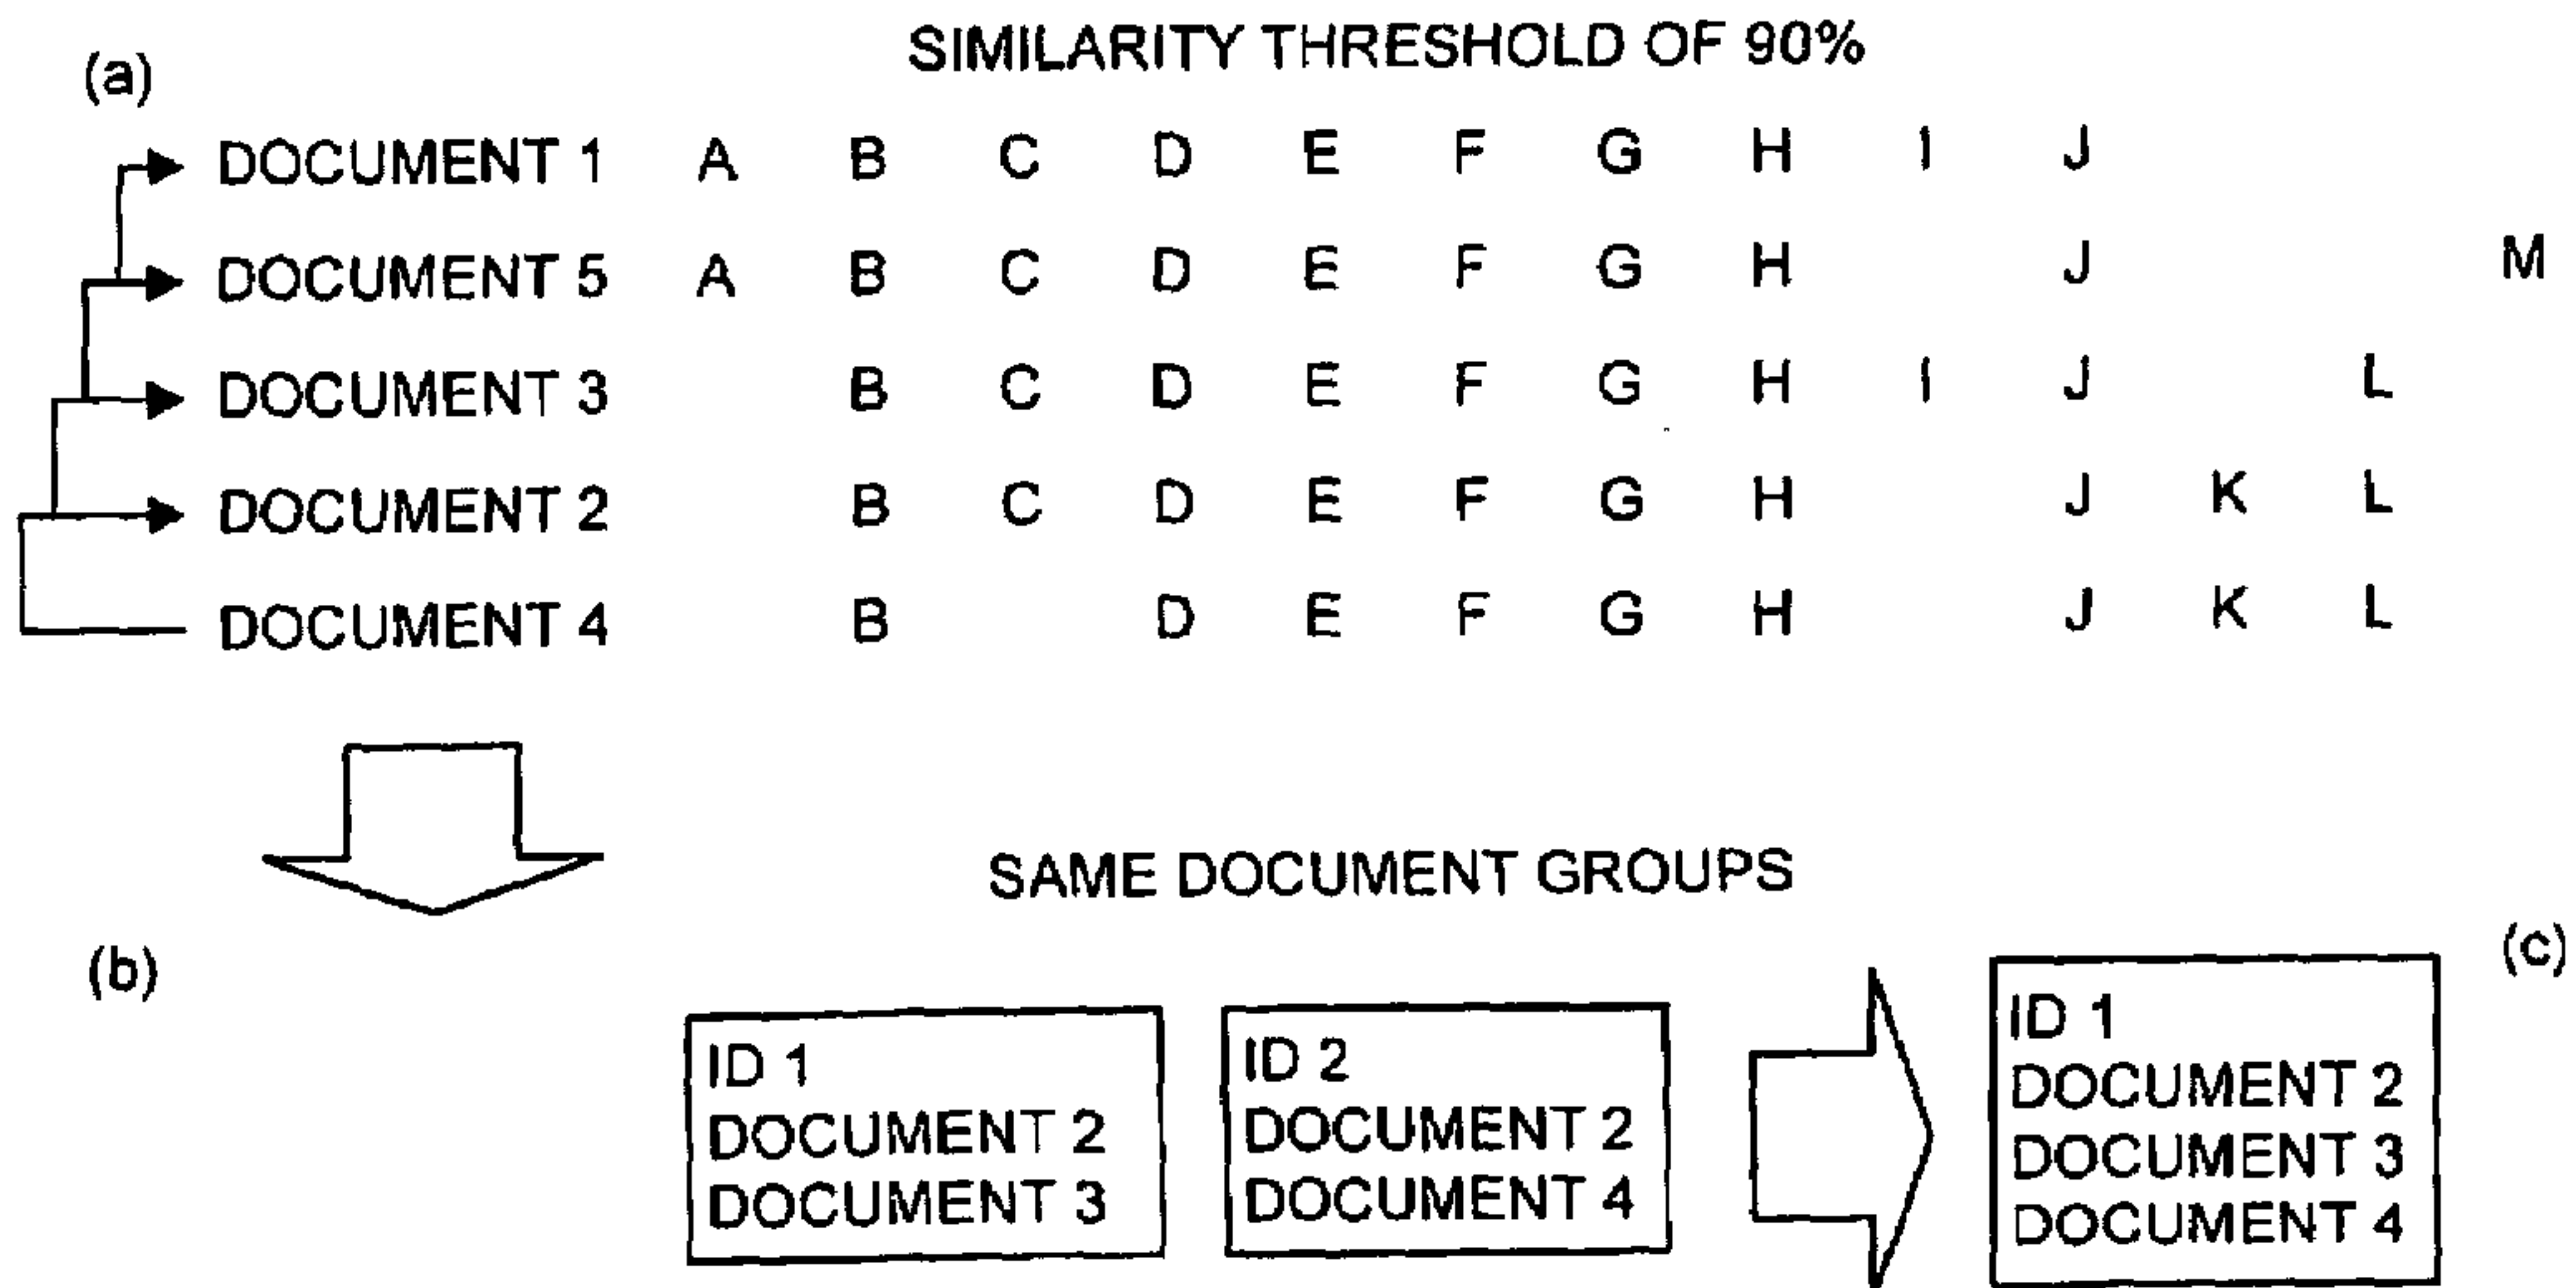 (a)
SIMILARITY THRESHOLD OF 90%
DOCUMENT 1 A B C D E F G H I J
DOCUMENT 5 A B C D E F G H J M
DOCUMENT 3 B C D E F G H I J L
DOCUMENT 2 B C D E F G H J K L
DOCUMENT 4 B D E F G H J K L
SAME DOCUMENT GROUPS
(b)
ID 1
DOCUMENT 2
DOCUMENT 3
ID 2
DOCUMENT 2
DOCUMENT 4
(c)
ID 1
DOCUMENT 2
DOCUMENT 3
DOCUMENT 4